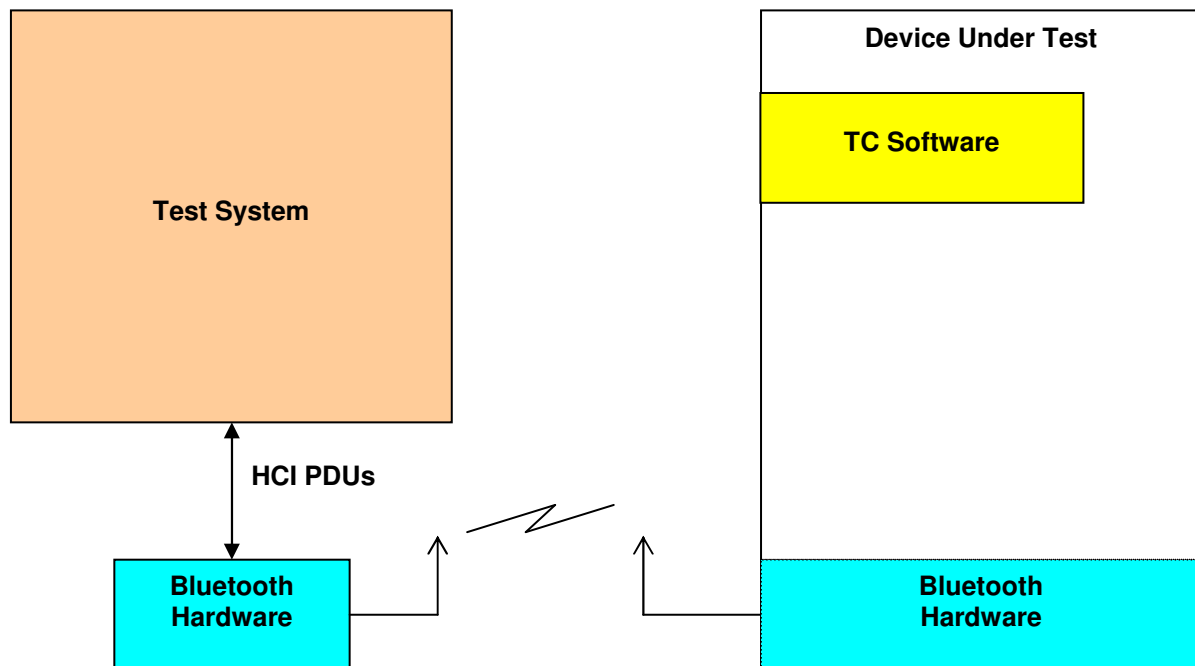 Device Under Test
TC Software
Test System
HCI PDUs
Bluetooth
Hardware
Bluetooth
Hardware